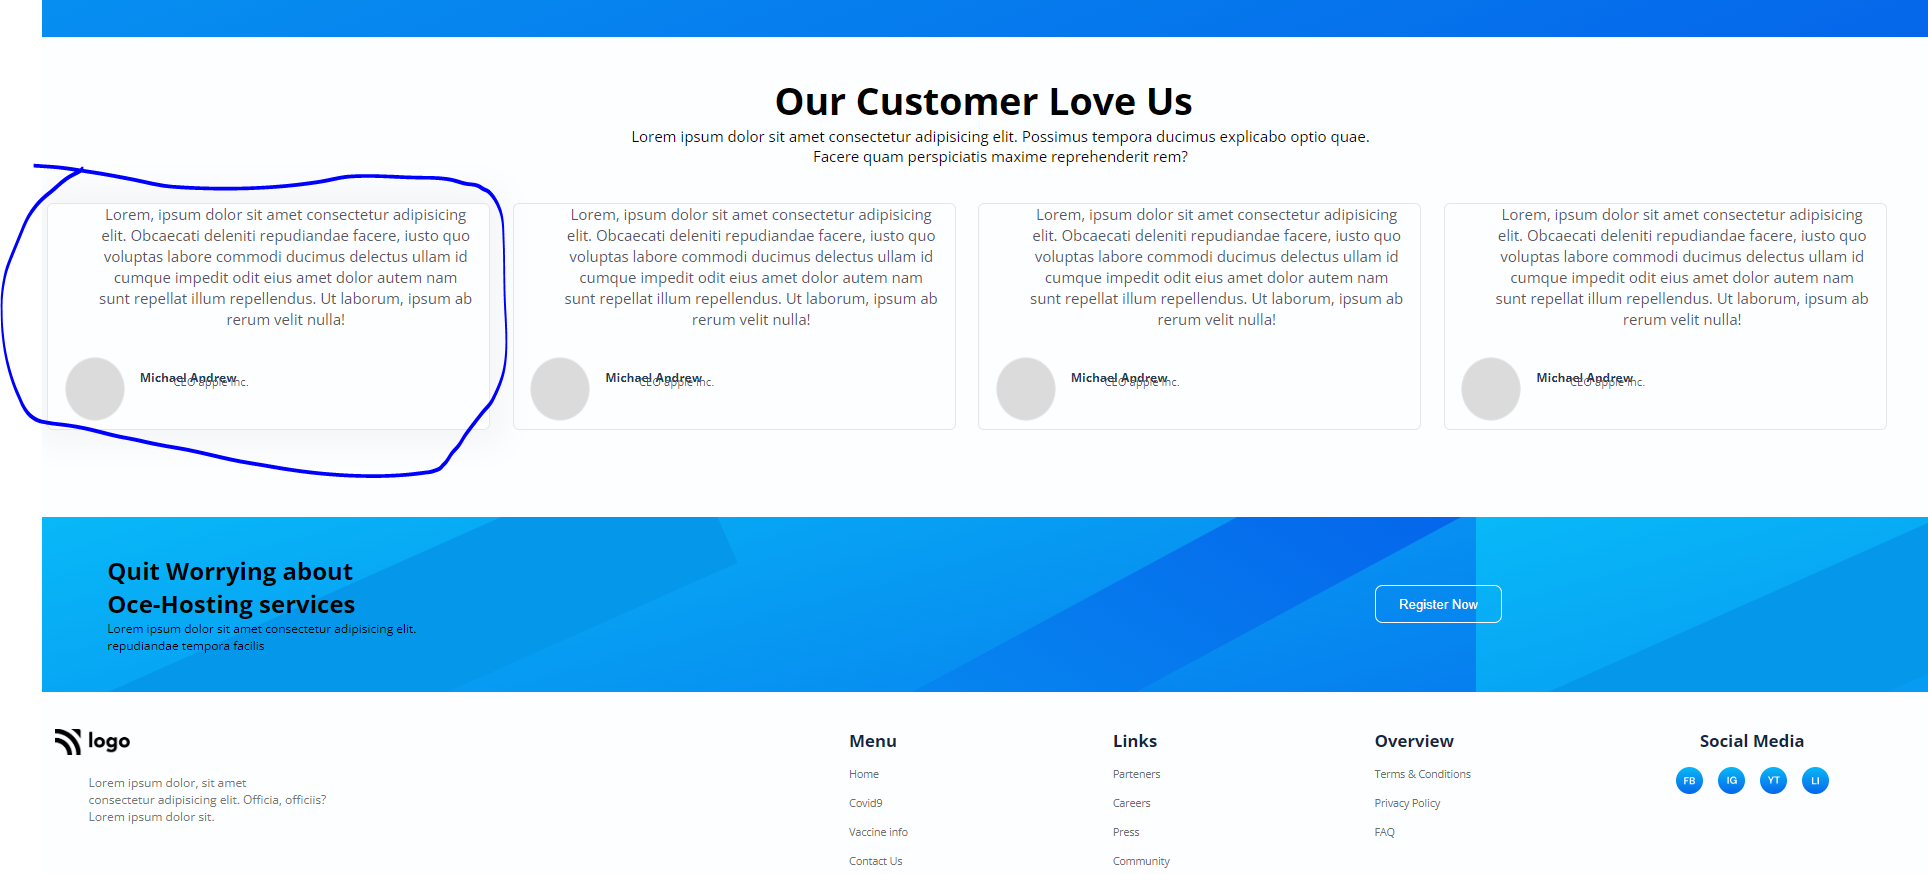 Our Customer Love Us
Lorem ipsum dolor sit amet consectetur adipisicing elit. Possimus tempora ducimus explicabo optio quae.
Facere quam perspiciatis maxime reprehenderit rem?
Lorem, ipsum dolor sit amet consectetur adipisicing
elit. Obcaecati deleniti repudiandae facere, iusto quo
voluptas labore commodi ducimus delectus ullam id
cumque impedit odit eius amet dolor autem nam
sunt repellat illum repellendus. Ut laborum, ipsum ab
rerum velit nulla!
Michael Andrew
CEO apple inc.
Lorem, ipsum dolor sit amet consectetur adipisicing
elit. Obcaecati deleniti repudiandae facere, iusto quo
voluptas labore commodi ducimus delectus ullam id
cumque impedit odit eius amet dolor autem nam
sunt repellat illum repellendus. Ut laborum, ipsum ab
rerum velit nulla!
Michael Andrew
CEO apple inc.
Lorem, ipsum dolor sit amet consectetur adipisicing
elit. Obcaecati deleniti repudiandae facere, iusto quo
voluptas labore commodi ducimus delectus ullam id
cumque impedit odit eius amet dolor autem nam
sunt repellat illum repellendus. Ut laborum, ipsum ab
rerum velit nulla!
Michael Andrew
CEO apple inc.
Lorem, ipsum dolor sit amet consectetur adipisicing
elit. Obcaecati deleniti repudiandae facere, iusto quo
voluptas labore commodi ducimus delectus ullam id
cumque impedit odit eius amet dolor autem nam
sunt repellat illum repellendus. Ut laborum, ipsum ab
rerum velit nulla!
Michael Andrew
CEO apple inc.
Quit Worrying about
Oce-Hosting services
Lorem ipsum dolor sit amet consectetur adipisicing elit.
repudiandae tempora facilis
Register Now
logo
Lorem ipsum dolor, sit amet
consectetur adipisicing elit. Officia, officiis?
Lorem ipsum dolor sit.
Menu
Home
Covid9
Vaccine info
Contact Us
Links
Parteners
Careers
Press
Community
Overview
Terms & Conditions
Privacy Policy
FAQ
Social Media
FB IG YT LI